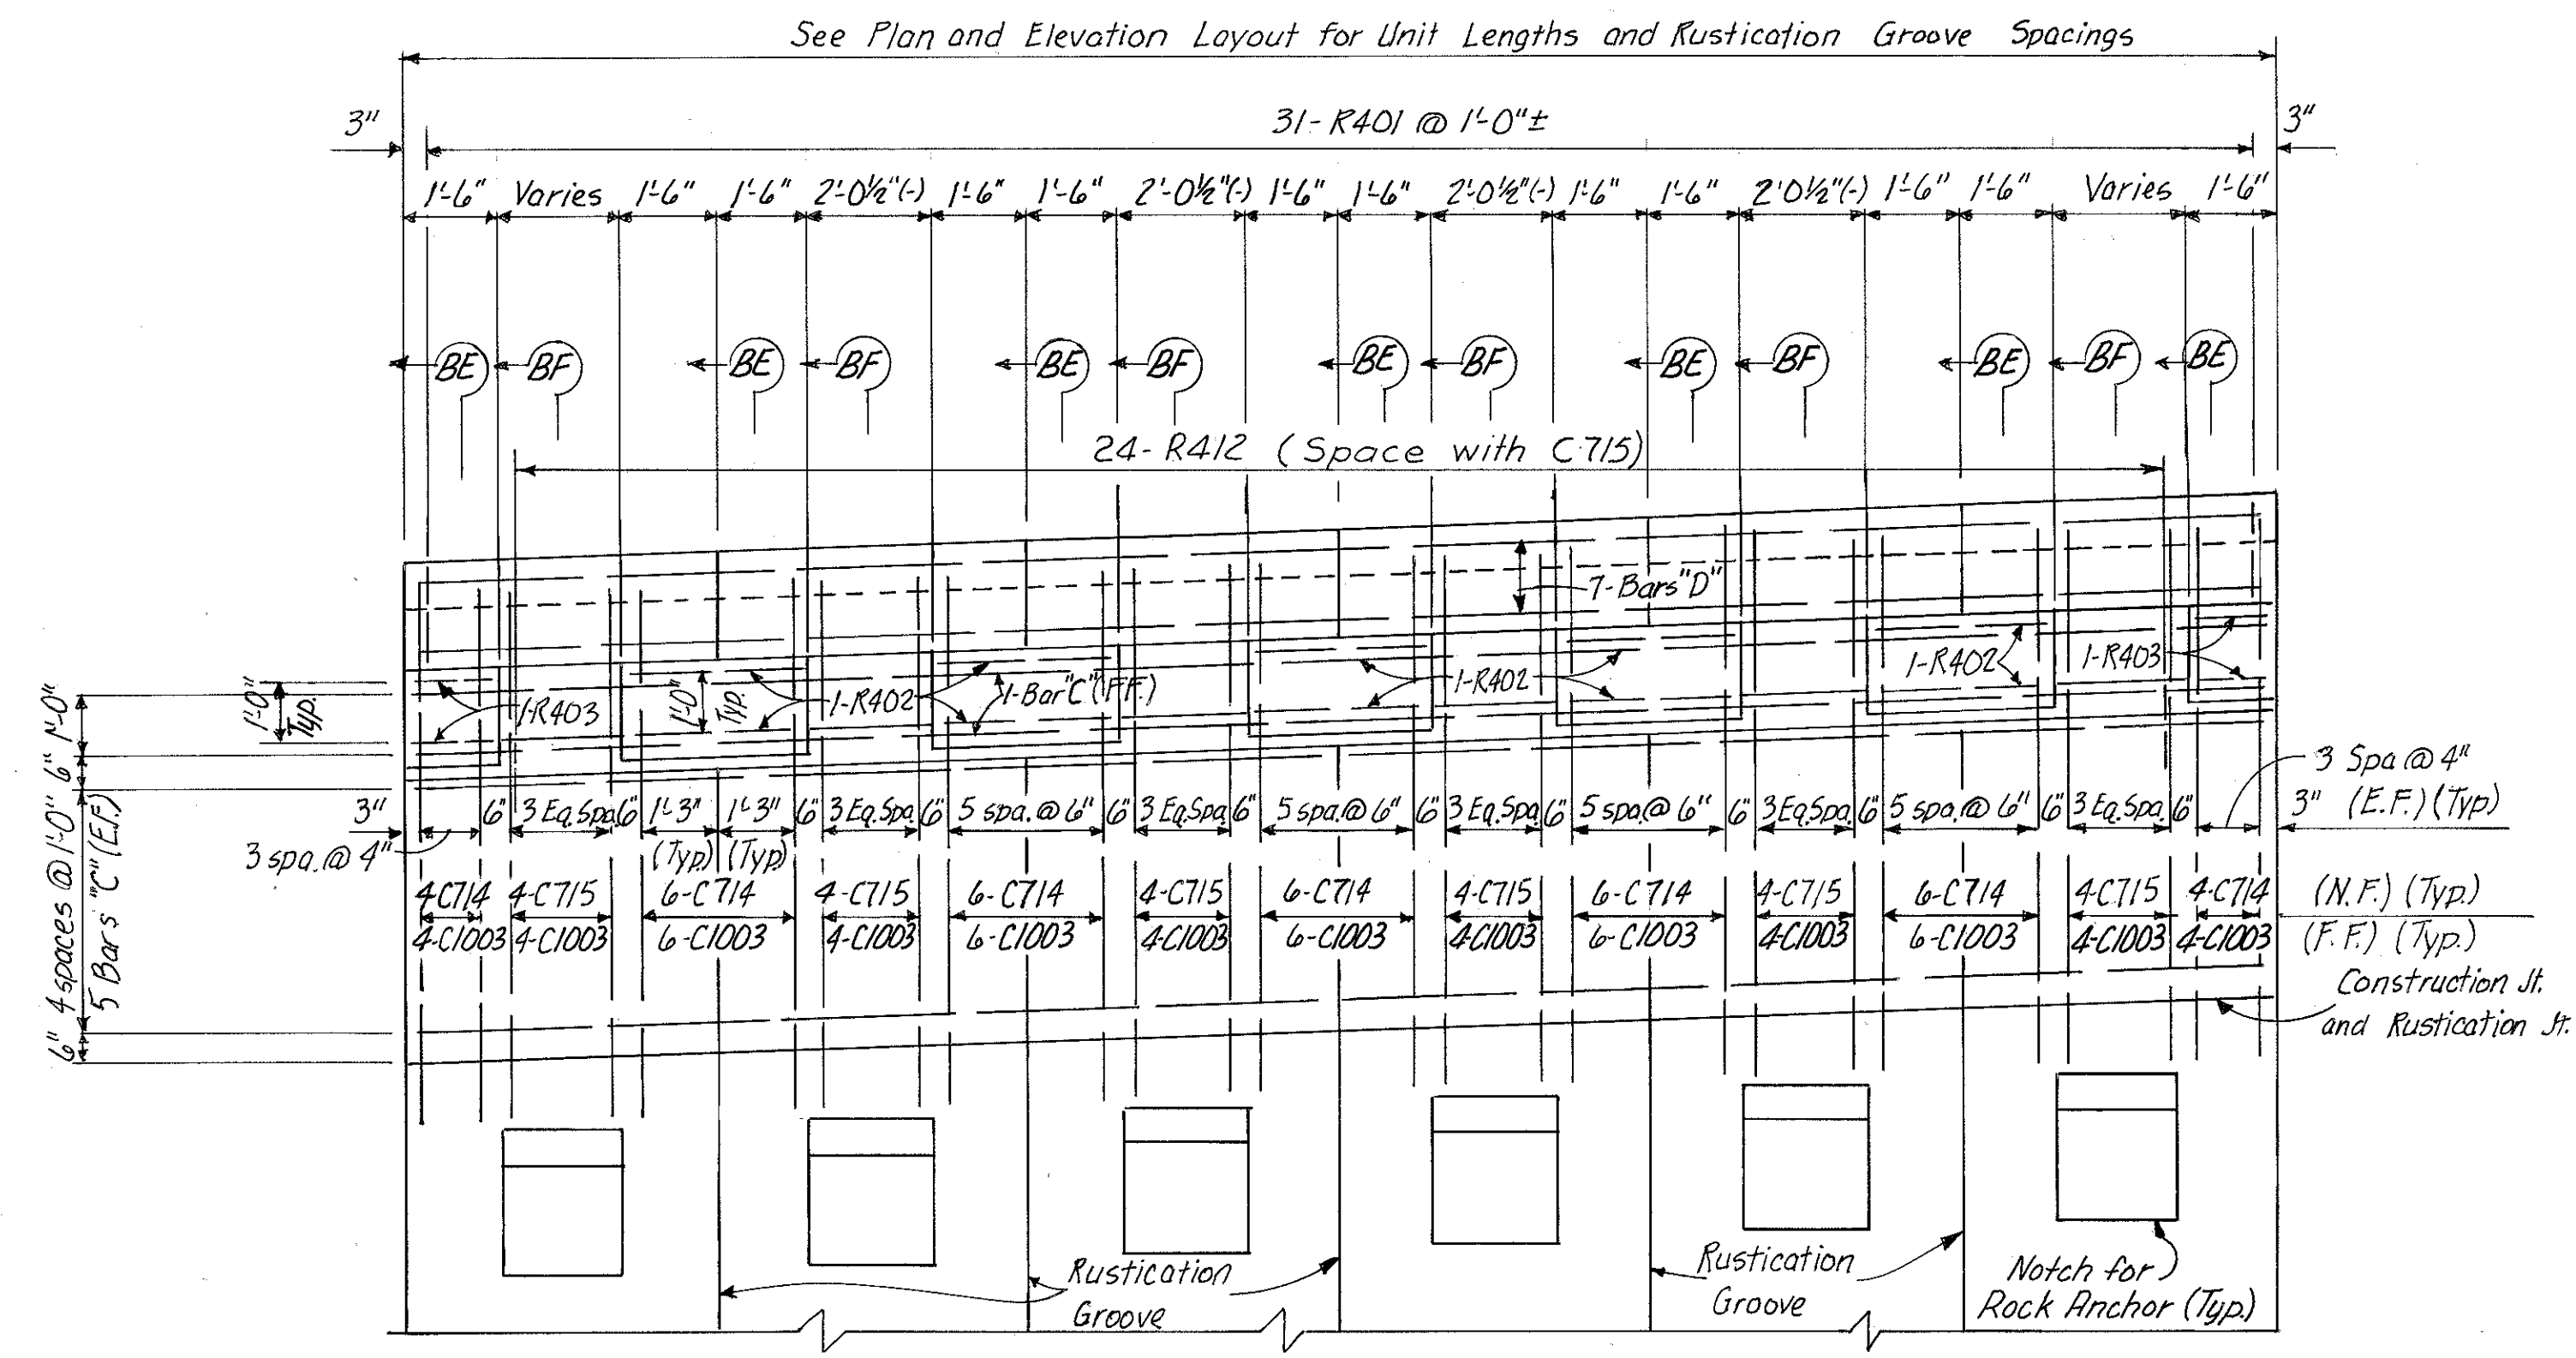 See Plan and Elevation Layout for Unit Lengths and Rustication Groove Spacings
3" 31-R401 @ 1'-0"± 3"
1'-6" Varies 1'-6" 1'-6" 2'-0½"(-) 1'-6" 1'-6" 2'-0½"(-) 1'-6" 1'-6" 2'-0½"(-) 1'-6" 1'-6" 2'0½"(-) 1'-6" 1'-6" Varies 1'-6"
BE BF BE BF BE BF BE BF BE BF BE BF BE
24-R412 (Space with C715)
7-Bars "D"
1'-0" Typ.
1-R403
1'-0" Typ.
1-R402
1-Bar "C" (F.F.)
1-R402
1-R402
1-R403
6" 4 spaces @ 1'-0" 6" 1'-0"
5 Bars "C" (E.F.)
3 Spa @ 4"
3" 6" 3 Eq.Spa 6" 1'-3" 1'-3" 6" 3 Eq.Spa. 6" 5 spa. @ 6" 6" 3 Eq.Spa 6" 5 spa.@ 6" 6" 3 Eq.Spa 6" 5 spa.@ 6" 6" 3 Eq.Spa. 6" 5 spa.@ 6" 6" 3 Eq.Spa. 6" 3" (E.F.) (Typ)
3 spa. @ 4" (Typ.) (Typ)
4-C714 4-C715 6-C714 4-C715 6-C714 4-C715 6-C714 4-C715 6-C714 4-C715 6-C714 4-C715 4-C714 (N.F.) (Typ.)
4-C1003 4-C1003 6-C1003 4-C1003 6-C1003 4-C1003 6-C1003 4-C1003 6-C1003 4-C1003 6-C1003 4-C1003 4-C1003 (F.F.) (Typ.)
Construction Jt.
and Rustication Jt.
Rustication
Groove
Rustication
Groove
Notch for
Rock Anchor (Typ.)